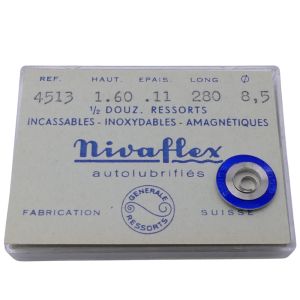 REF. HAUT. EPAIS. LONG. Ø
4513 1.60 .11 280 8,5
½ DOUZ. RESSORTS
INCASSABLES - INOXYDABLES - AMAGNÉTIQUES
nivaflex
autolubrifiés
GENERALE RESSORTS
FABRICATION SUISSE